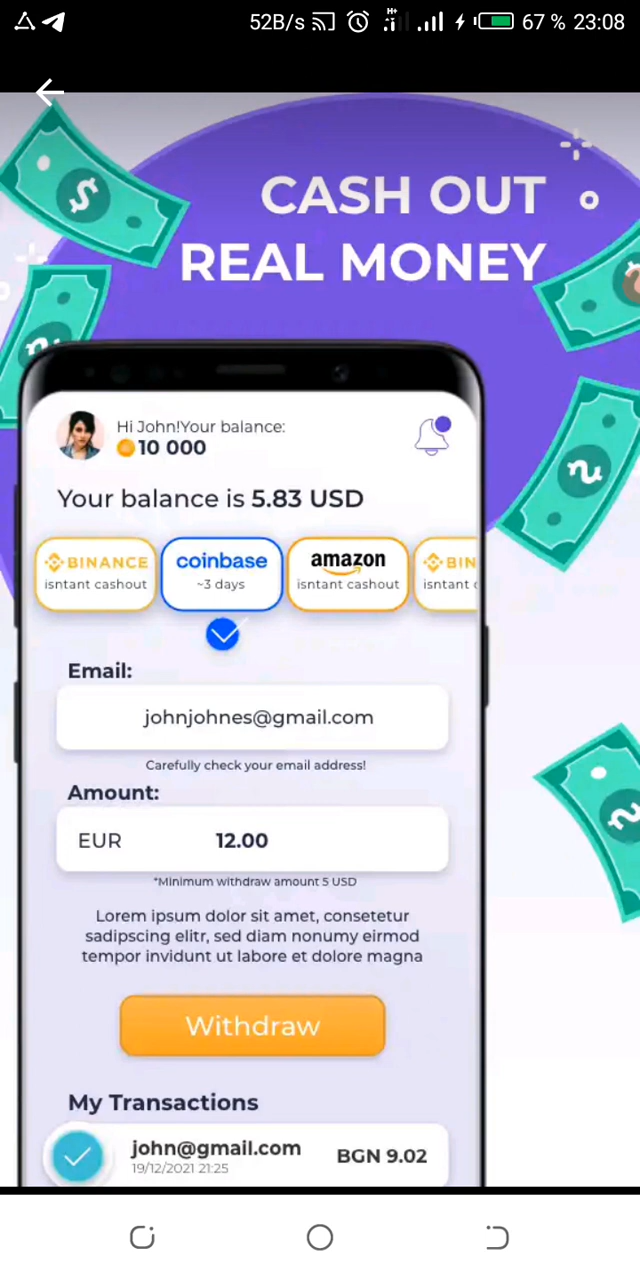 52B/s H+ 67 % 23:08
CASH OUT
REAL MONEY
Hi John!Your balance:
10 000
Your balance is 5.83 USD
BINANCE coinbase amazon BIN
isntant cashout ~3 days isntant cashout isntant c
Email:
johnjohnes@gmail.com
Carefully check your email address!
Amount:
EUR 12.00
*Minimum withdraw amount 5 USD
Lorem ipsum dolor sit amet, consetetur
sadipscing elitr, sed diam nonumy eirmod
tempor invidunt ut labore et dolore magna
Withdraw
My Transactions
john@gmail.com BGN 9.02
19/12/2021 21:25